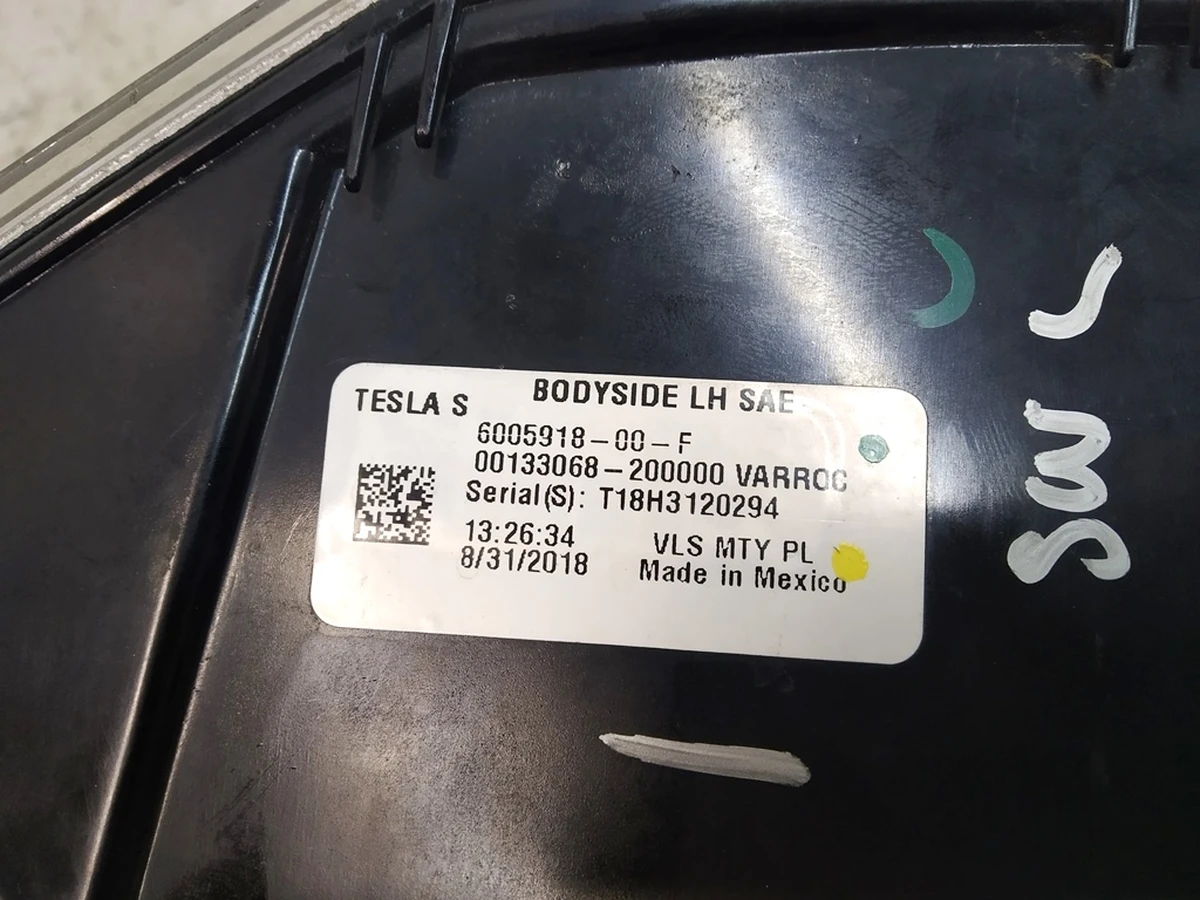 BODYSIDE LH SAE
TESLA S
6005918-00-F
00133068-200000 VARROC
Serial(S): T18H3120294
13:26:34
8/31/2018
VLS MTY PL
Made in Mexico